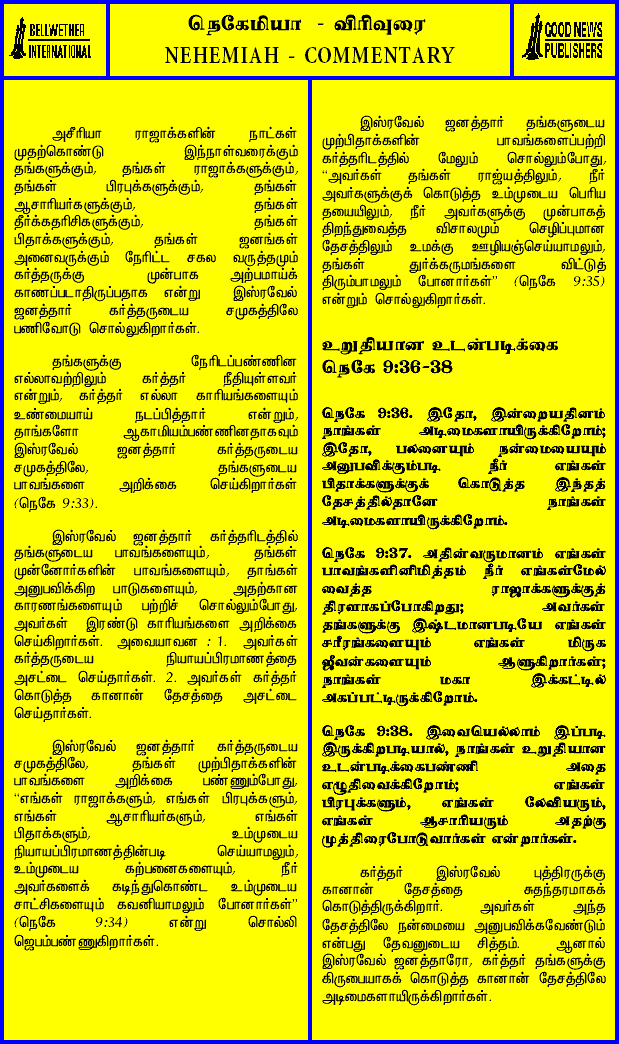 BELLWETHER
INTERNATIONAL
நெகேமியா - விரிவுரை
NEHEMIAH - COMMENTARY
GOOD NEWS
PUBLISHERS
அசீரியா ராஜாக்களின் நாட்கள்
முதற்கொண்டு இந்நாள்வரைக்கும்
தங்களுக்கும், தங்கள் ராஜாக்களுக்கும்,
தங்கள் பிரபுக்களுக்கும், தங்கள்
ஆசாரியர்களுக்கும், தங்கள்
தீர்க்கதரிசிகளுக்கும், தங்கள்
பிதாக்களுக்கும், தங்கள் ஜனங்கள்
அனைவருக்கும் நேரிட்ட சகல வருத்தமும்
கர்த்தருக்கு முன்பாக அற்பமாய்க்
காணப்படாதிருப்பதாக என்று இஸ்ரவேல்
ஜனத்தார் கர்த்தருடைய சமுகத்திலே
பணிவோடு சொல்லுகிறார்கள்.
தங்களுக்கு நேரிடப்பண்ணின
எல்லாவற்றிலும் கர்த்தர் நீதியுள்ளவர்
என்றும், கர்த்தர் எல்லா காரியங்களையும்
உண்மையாய் நடப்பித்தார் என்றும்,
தாங்களோ ஆகாமியம்பண்ணினதாகவும்
இஸ்ரவேல் ஜனத்தார் கர்த்தருடைய
சமுகத்திலே, தங்களுடைய
பாவங்களை அறிக்கை செய்கிறார்கள்
(நெகே 9:33).
இஸ்ரவேல் ஜனத்தார் கர்த்தரிடத்தில்
தங்களுடைய பாவங்களையும், தங்கள்
முன்னோர்களின் பாவங்களையும், தாங்கள்
அனுபவிக்கிற பாடுகளையும், அதற்கான
காரணங்களையும் பற்றிச் சொல்லும்போது,
அவர்கள் இரண்டு காரியங்களை அறிக்கை
செய்கிறார்கள். அவையாவன : 1. அவர்கள்
கர்த்தருடைய நியாயப்பிரமாணத்தை
அசட்டை செய்தார்கள். 2. அவர்கள் கர்த்தர்
கொடுத்த கானான் தேசத்தை அசட்டை
செய்தார்கள்.
இஸ்ரவேல் ஜனத்தார் கர்த்தருடைய
சமுகத்திலே, தங்கள் முற்பிதாக்களின்
பாவங்களை அறிக்கை பண்ணும்போது,
“எங்கள் ராஜாக்களும், எங்கள் பிரபுக்களும்,
எங்கள் ஆசாரியர்களும், எங்கள்
பிதாக்களும், உம்முடைய
நியாயப்பிரமாணத்தின்படி செய்யாமலும்,
உம்முடைய கற்பனைகளையும், நீர்
அவர்களைக் கடிந்துகொண்ட உம்முடைய
சாட்சிகளையும் கவனியாமலும் போனார்கள்”
(நெகே 9:34) என்று சொல்லி
ஜெபம்பண்ணுகிறார்கள்.
இஸ்ரவேல் ஜனத்தார் தங்களுடைய
முற்பிதாக்களின் பாவங்களைப்பற்றி
கர்த்தரிடத்தில் மேலும் சொல்லும்போது,
“அவர்கள் தங்கள் ராஜ்யத்திலும், நீர்
அவர்களுக்குக் கொடுத்த உம்முடைய பெரிய
தயையிலும், நீர் அவர்களுக்கு முன்பாகத்
திறந்துவைத்த விசாலமும் செழிப்புமான
தேசத்திலும் உமக்கு ஊழியஞ்செய்யாமலும்,
தங்கள் துர்க்கருமங்களை விட்டுத்
திரும்பாமலும் போனார்கள்” (நெகே 9:35)
என்றும் சொல்லுகிறார்கள்.
உறுதியான உடன்படிக்கை
நெகே 9:36-38
நெகே 9:36. இதோ, இன்றையதினம்
நாங்கள் அடிமைகளாயிருக்கிறோம்;
இதோ, பலனையும் நன்மையையும்
அனுபவிக்கும்படி நீர் எங்கள்
பிதாக்களுக்குக் கொடுத்த இந்தத்
தேசத்தில்தானே நாங்கள்
அடிமைகளாயிருக்கிறோம்.
நெகே 9:37. அதின்வருமானம் எங்கள்
பாவங்களினிமித்தம் நீர் எங்கள்மேல்
வைத்த ராஜாக்களுக்குத்
திரளாகப்போகிறது; அவர்கள்
தங்களுக்கு இஷ்டமானபடியே எங்கள்
சரீரங்களையும் எங்கள் மிருக
ஜீவன்களையும் ஆளுகிறார்கள்;
நாங்கள் மகா இக்கட்டில்
அகப்பட்டிருக்கிறோம்.
நெகே 9:38. இவையெல்லாம் இப்படி
இருக்கிறபடியால், நாங்கள் உறுதியான
உடன்படிக்கைபண்ணி அதை
எழுதிவைக்கிறோம்; எங்கள்
பிரபுக்களும், எங்கள் லேவியரும்,
எங்கள் ஆசாரியரும் அதற்கு
முத்திரைபோடுவார்கள் என்றார்கள்.
கர்த்தர் இஸ்ரவேல் புத்திரருக்கு
கானான் தேசத்தை சுதந்தரமாகக்
கொடுத்திருக்கிறார். அவர்கள் அந்த
தேசத்திலே நன்மையை அனுபவிக்கவேண்டும்
என்பது தேவனுடைய சித்தம். ஆனால்
இஸ்ரவேல் ஜனத்தாரோ, கர்த்தர் தங்களுக்கு
கிருபையாகக் கொடுத்த கானான் தேசத்திலே
அடிமைகளாயிருக்கிறார்கள்.